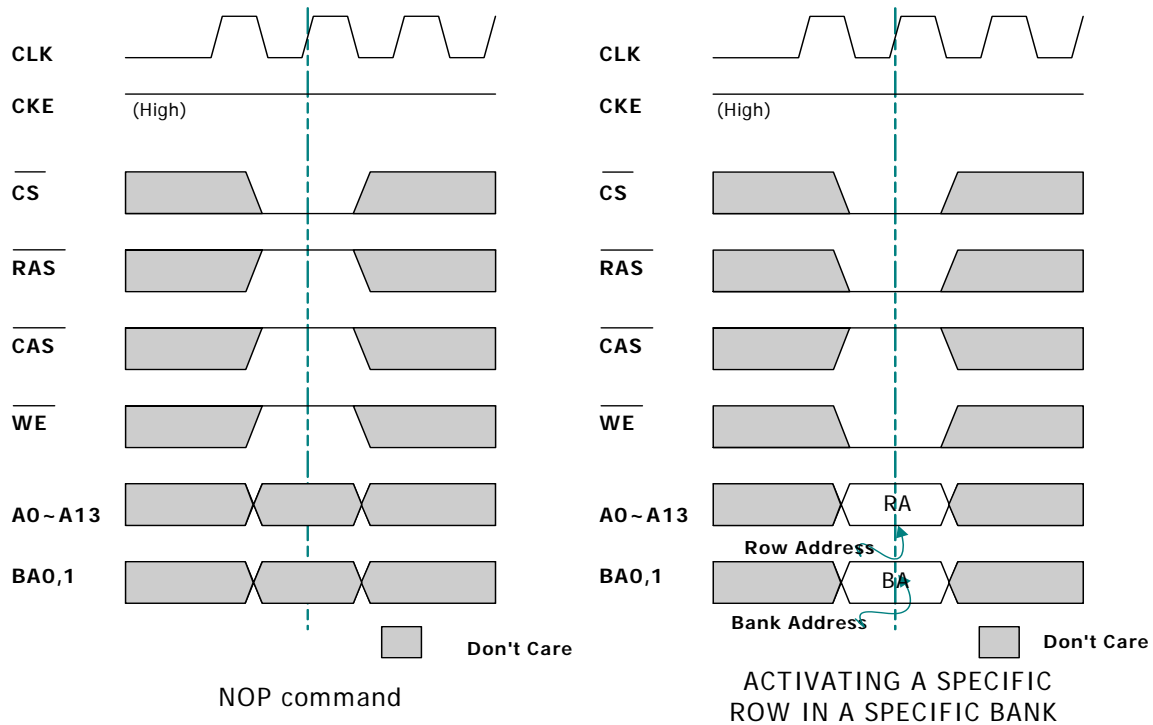 CLK
CKE
(High)
CS
RAS
CAS
WE
A0~A13
BA0,1
Don't Care
NOP command
CLK
CKE
(High)
CS
RAS
CAS
WE
A0~A13
RA
Row Address
BA0,1
BA
Bank Address
Don't Care
ACTIVATING A SPECIFIC
ROW IN A SPECIFIC BANK